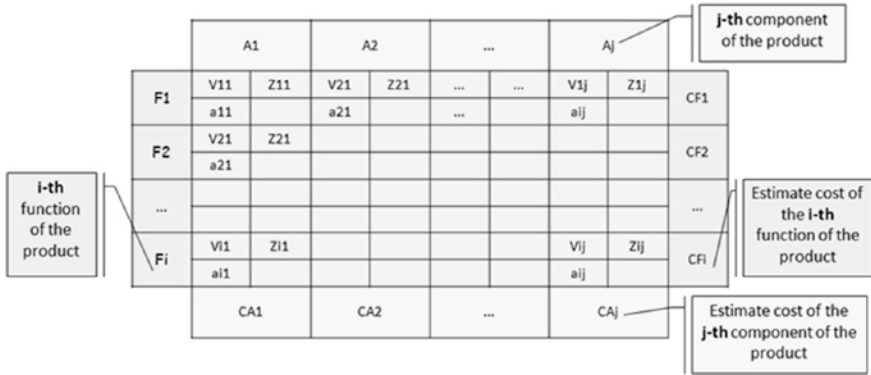 A1 A2 ... Aj
j-th component
of the product
F1 V11 Z11 V21 Z21 ... ... V1j Z1j CF1
a11 a21 ... aij
F2 V21 Z21 CF2
a21
i-th
function
of the
product
... ...
Estimate cost of
the i-th
function of the
product
Fi Vi1 Zi1 Vij Zij CFi
ai1 aij
CA1 CA2 ... CAj
Estimate cost of the
j-th component of the
product